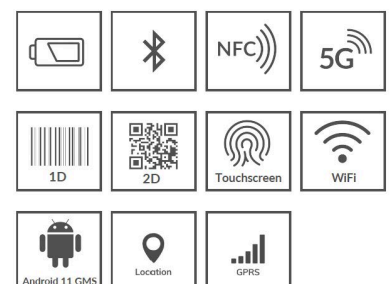 NFC
5G
1D
2D
Touchscreen
WiFi
Android 11 GMS
Location
GPRS